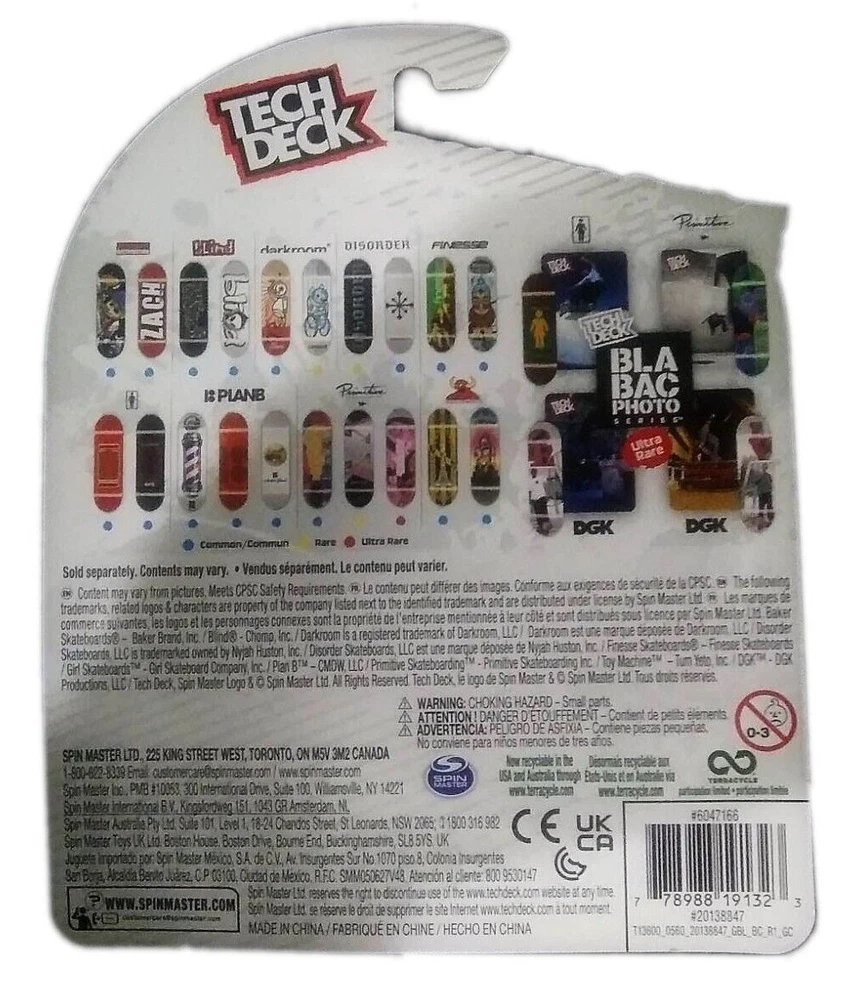 TECH
DECK
Blind
darkroom®
DISORDER
FINESSE
Primitive
ZACH
TECH
DECK
TECH
DECK
TECH
DECK
BLA
BAC
PHOTO
SERIES
Ultra
Rare
TECH
DECK
PLANB
Primitive
DGK
DGK
Common/Commun
Rare
Ultra Rare
Sold separately. Contents may vary. • Vendus séparément. Le contenu peut varier.
EN Content may vary from pictures. Meets CPSC Safety Requirements. FR Le contenu peut différer des images. Conforme aux exigences de sécurité de la CPSC. EN The following
trademarks, related logos & characters are property of the company listed next to the identified trademark and are distributed under license by Spin Master Ltd. FR Les marques de
commerce suivantes, les logos et les personnages connexes sont la propriété de l'entreprise mentionnée à leur côté et sont distribués sous licence par Spin Master Ltd. Baker
Skateboards® – Baker Brand, Inc. / Blind® - Chomp, Inc. / Darkroom is a registered trademark of Darkroom, LLC / Darkroom est une marque déposée de Darkroom, LLC / Disorder
Skateboards, LLC is trademarked owned by Nyjah Huston, Inc. / Disorder Skateboards, LLC est une marque déposée de Nyjah Huston, Inc. / Finesse Skateboards® – Finesse Skateboards
/ Girl Skateboards™ - Girl Skateboard Company, Inc. / Plan B™ – CMDW, LLC / Primitive Skateboarding™ - Primitive Skateboarding Inc. / Toy Machine™ – Tum Yeto, Inc. / DGK™ - DGK
Productions, LLC / Tech Deck, Spin Master Logo & © Spin Master Ltd. All Rights Reserved. Tech Deck, le logo de Spin Master & © Spin Master Ltd. Tous droits réservés.
WARNING: CHOKING HAZARD – Small parts.
ATTENTION ! DANGER D'ÉTOUFFEMENT – Contient de petits éléments.
ADVERTENCIA: PELIGRO DE ASFIXIA – Contiene piezas pequeñas.
No conviene para niños menores de tres años.
0-3
SPIN MASTER LTD., 225 KING STREET WEST, TORONTO, ON M5V 3M2 CANADA
1-800-622-8339 Email: customercare@spinmaster.com / www.spinmaster.com
Spin Master Inc., PMB #10053, 300 International Drive, Suite 100, Williamsville, NY 14221
Spin Master International B.V., Kingsfordweg 151, 1043 GR Amsterdam, NL
Spin Master Australia Pty Ltd. Suite 101, Level 1, 18-24 Chandos Street, St Leonards, NSW 2065; 1800 316 982
Spin Master Toys UK Ltd. Boston House, Boston Drive, Bourne End, Buckinghamshire, SL8 5YS. UK
Juguete importado por: Spin Master México, S.A. de C.V., Av. Insurgentes Sur No.1070 piso 8, Colonia Insurgentes
San Borja, Alcaldía Benito Juárez, C.P. 03100, Ciudad de México, R.F.C. SMM050627V48. Atención al cliente: 800 9530147
SPIN
MASTER
Now recyclable in the
USA and Australia through
www.terracycle.com
Désormais recyclable aux
États-Unis et en Australie via
www.terracycle.com
TERRACYCLE
participation limited • participation limitée
CE
UK
CA
WWW.SPINMASTER.COM
customercare@spinmaster.com
Spin Master Ltd. reserves the right to discontinue use of the www.techdeck.com website at any time.
Spin Master Ltd. se réserve le droit de supprimer le site Internet www.techdeck.com à tout moment.
MADE IN CHINA / FABRIQUÉ EN CHINE / HECHO EN CHINA
#6047166
7 78988 19132 3
#20138847
T13600_0560_20138847_GBL_BC_R1_GC